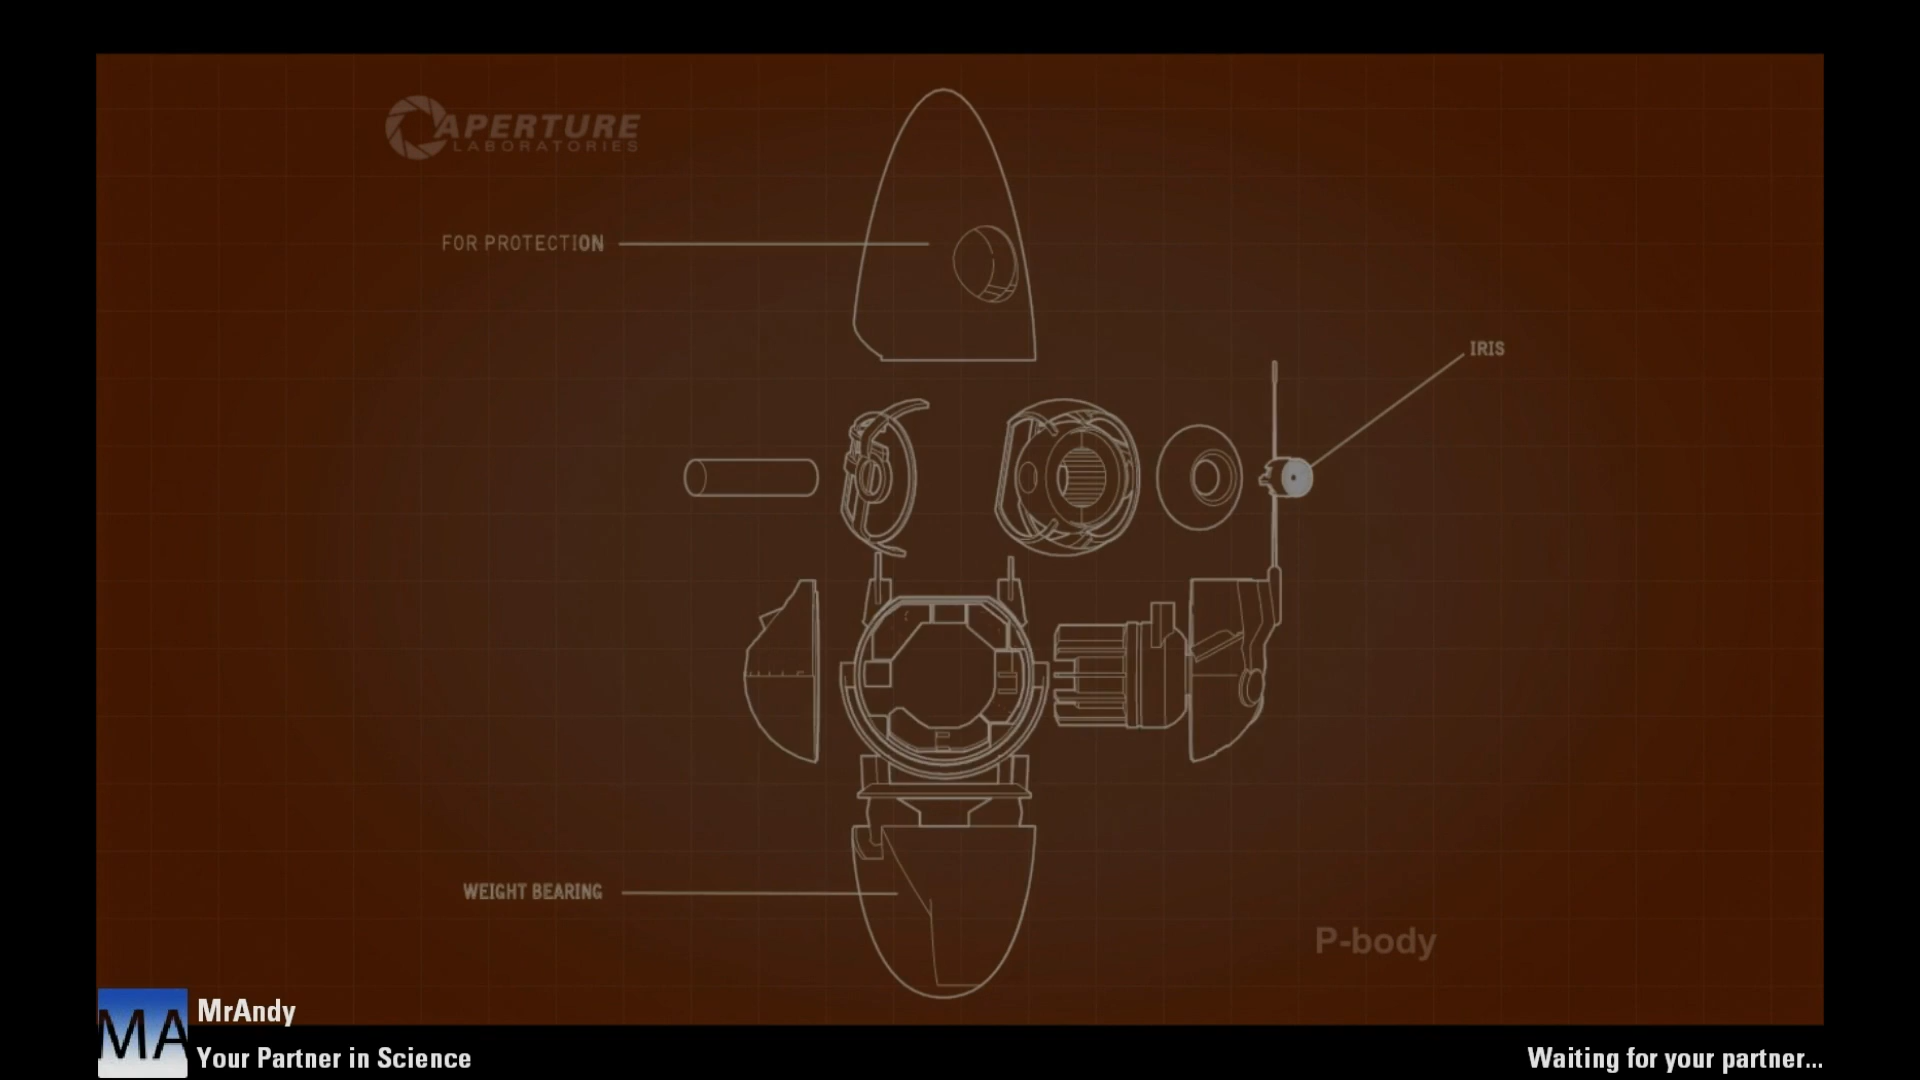 APERTURE
LABORATORIES
FOR PROTECTION
IRIS
WEIGHT BEARING
P-body
MA
MrAndy
Your Partner in Science
Waiting for your partner...